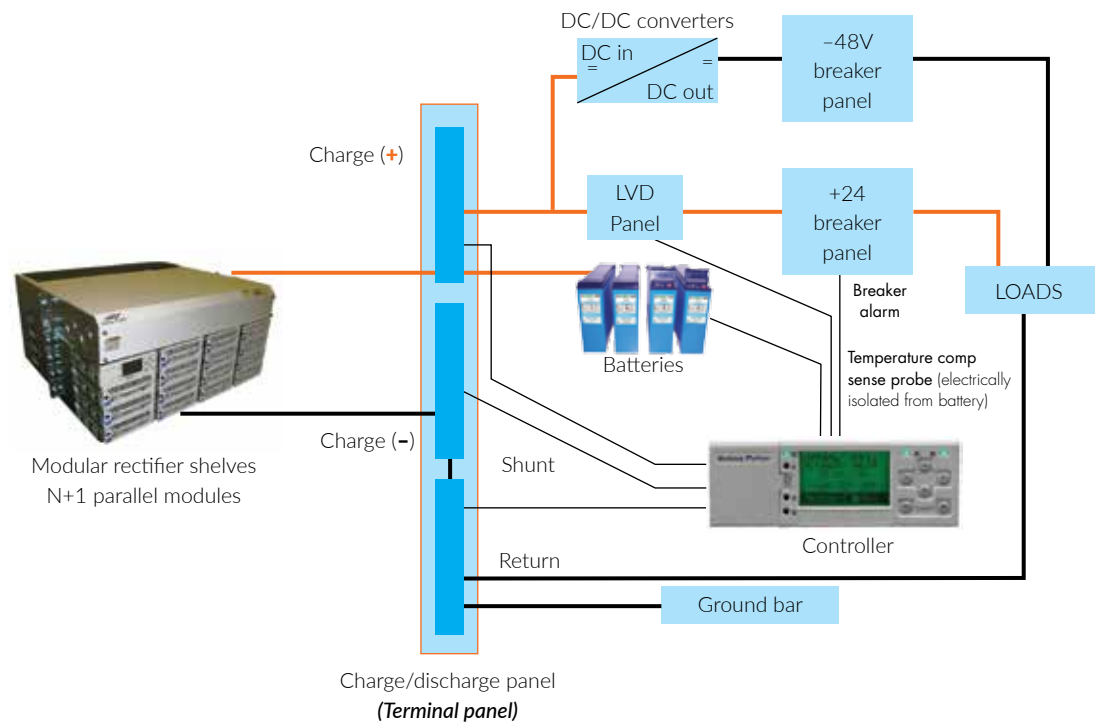 DC/DC converters
DC in
=
=
DC out
–48V
breaker
panel
Charge (+)
LVD
Panel
+24
breaker
panel
LOADS
Breaker
alarm
Batteries
Temperature comp
sense probe (electrically
isolated from battery)
Charge (–)
Modular rectifier shelves
N+1 parallel modules
Shunt
Controller
Return
Ground bar
Charge/discharge panel
(Terminal panel)